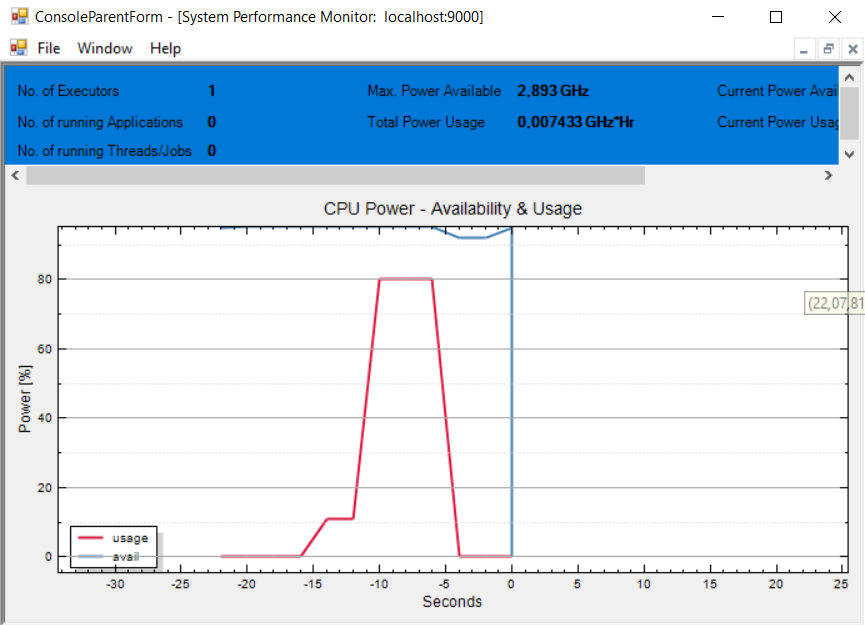 ConsoleParentForm - [System Performance Monitor: localhost:9000]
File Window Help
No. of Executors 1 Max. Power Available 2,893 GHz Current Power Avai
No. of running Applications 0 Total Power Usage 0,007433 GHz*Hr Current Power Usag
No. of running Threads/Jobs 0
CPU Power - Availability & Usage
80
(22,07,81
60
Power [%]
40
20
usage
0
avail
-30 -25 -20 -15 -10 -5 0 5 10 15 20 25
Seconds